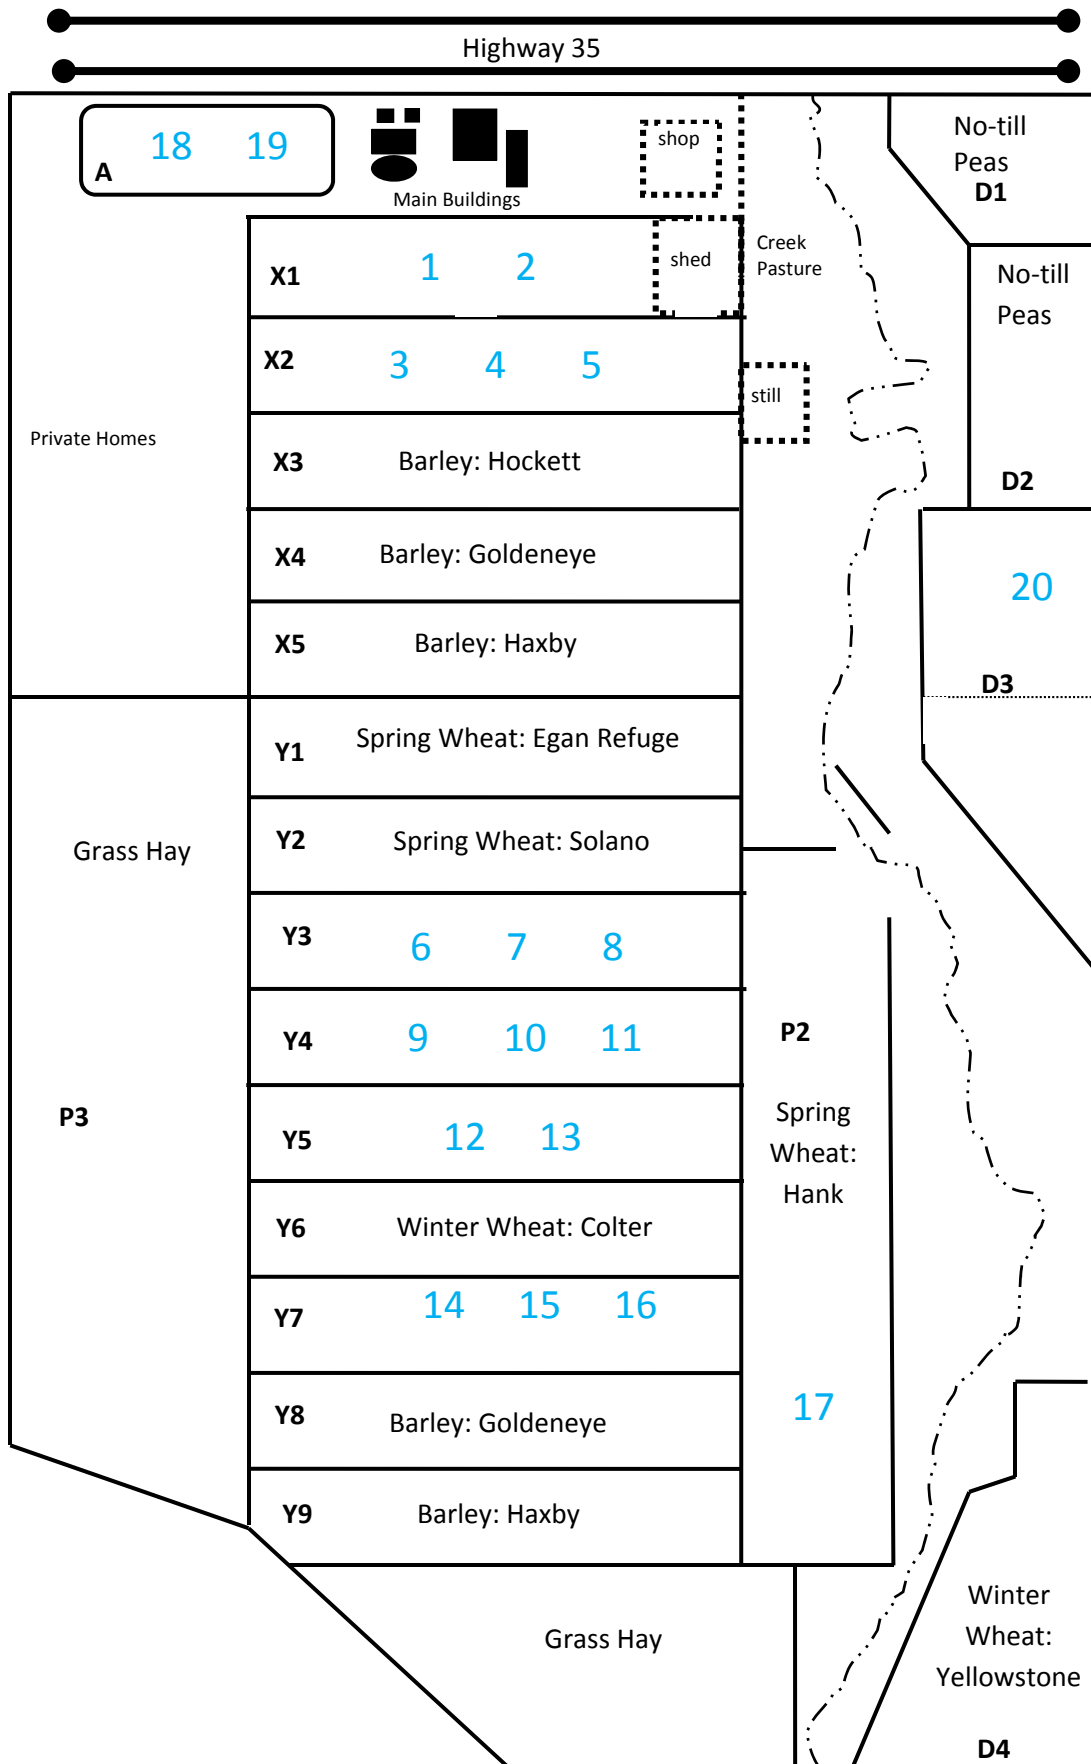 Highway 35
18 19
A
Main Buildings
shop
No-till
Peas
D1
X1 1 2
shed
Creek
Pasture
No-till
Peas
X2 3 4 5
still
Private Homes
X3 Barley: Hockett
D2
X4 Barley: Goldeneye
20
X5 Barley: Haxby
D3
Y1 Spring Wheat: Egan Refuge
Grass Hay
Y2 Spring Wheat: Solano
Y3 6 7 8
Y4 9 10 11
P2
P3
Y5 12 13
Spring
Wheat:
Hank
Y6 Winter Wheat: Colter
Y7 14 15 16
17
Y8 Barley: Goldeneye
Y9 Barley: Haxby
Grass Hay
Winter
Wheat:
Yellowstone
D4